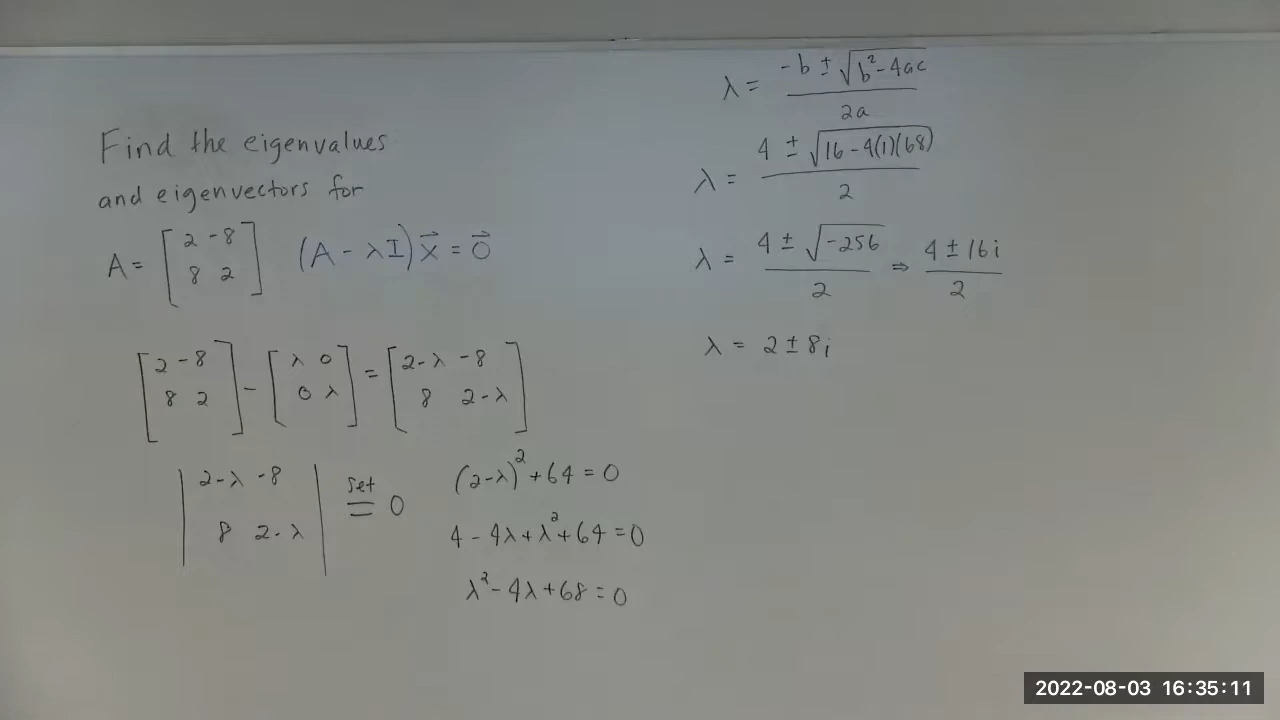 Find the eigenvalues
and eigenvectors for
A = [2 -8; 8 2] (A - λI)x⃗ = 0⃗
[2 -8; 8 2] - [λ 0; 0 λ] = [2-λ -8; 8 2-λ]
|2-λ -8; 8 2-λ| set = 0
(2-λ)² + 64 = 0
4 - 4λ + λ² + 64 = 0
λ² - 4λ + 68 = 0
λ = (-b ± √(b² - 4ac)) / 2a
λ = (4 ± √(16 - 4(1)(68))) / 2
λ = (4 ± √(-256)) / 2 ⇒ (4 ± 16i) / 2
λ = 2 ± 8i
2022-08-03 16:35:11